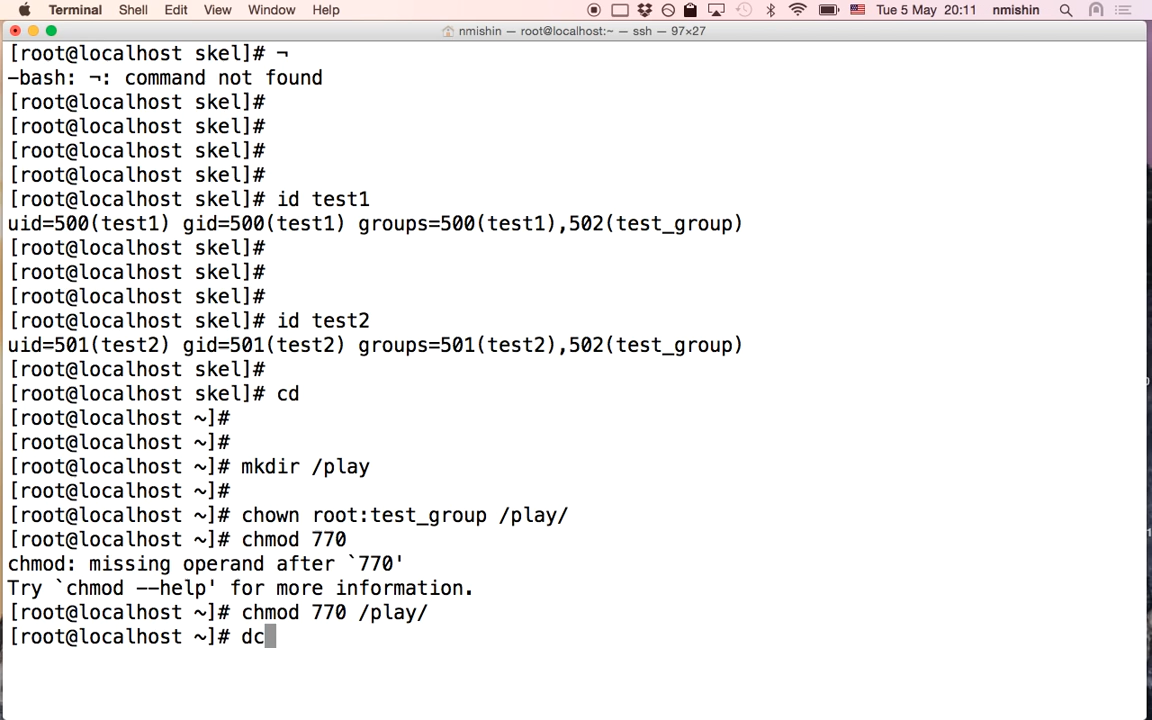 Terminal Shell Edit View Window Help Tue 5 May 20:11 nmishin
nmishin — root@localhost:~ — ssh — 97×27
[root@localhost skel]# ¬
-bash: ¬: command not found
[root@localhost skel]#
[root@localhost skel]#
[root@localhost skel]#
[root@localhost skel]#
[root@localhost skel]# id test1
uid=500(test1) gid=500(test1) groups=500(test1),502(test_group)
[root@localhost skel]#
[root@localhost skel]#
[root@localhost skel]#
[root@localhost skel]# id test2
uid=501(test2) gid=501(test2) groups=501(test2),502(test_group)
[root@localhost skel]#
[root@localhost skel]# cd
[root@localhost ~]#
[root@localhost ~]#
[root@localhost ~]# mkdir /play
[root@localhost ~]#
[root@localhost ~]# chown root:test_group /play/
[root@localhost ~]# chmod 770
chmod: missing operand after `770'
Try `chmod --help' for more information.
[root@localhost ~]# chmod 770 /play/
[root@localhost ~]# dc